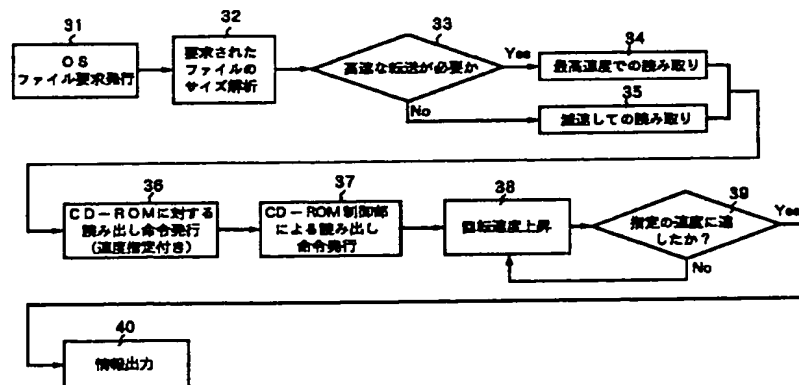 31
OS
ファイル要求発行
32
要求された
ファイルの
サイズ解析
33
高速な転送が必要か
Yes
No
34
最高速度での読み取り
35
減速しての読み取り
36
CD-ROMに対する
読み出し命令発行
(速度指定付き)
37
CD-ROM制御部
による読み出し
命令発行
38
回転速度上昇
39
指定の速度に達
したか?
Yes
No
40
情報出力